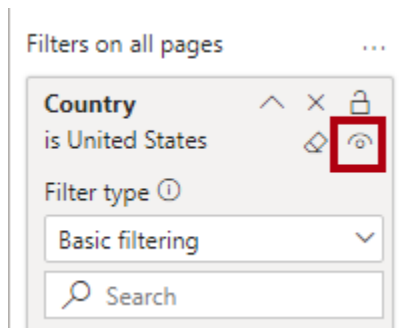 Filters on all pages
Country
is United States
Filter type
Basic filtering
Search